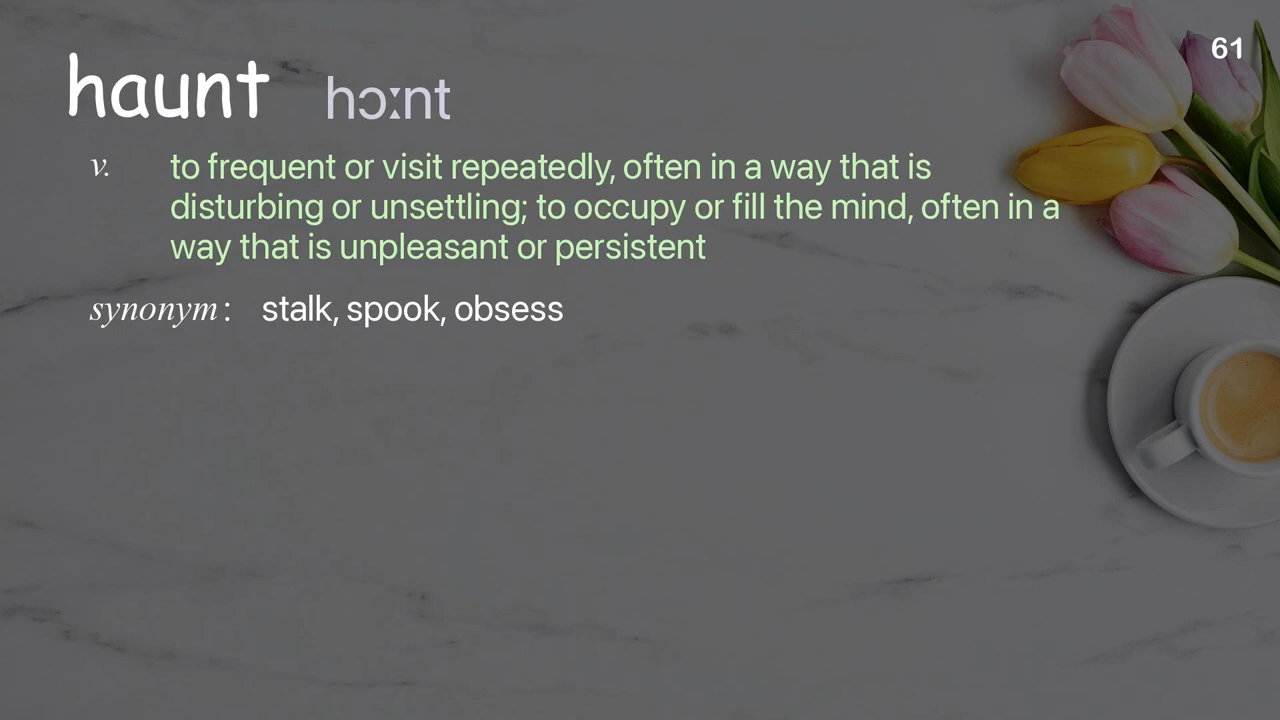 61
haunt hɔːnt
v. to frequent or visit repeatedly, often in a way that is
disturbing or unsettling; to occupy or fill the mind, often in a
way that is unpleasant or persistent
synonym : stalk, spook, obsess